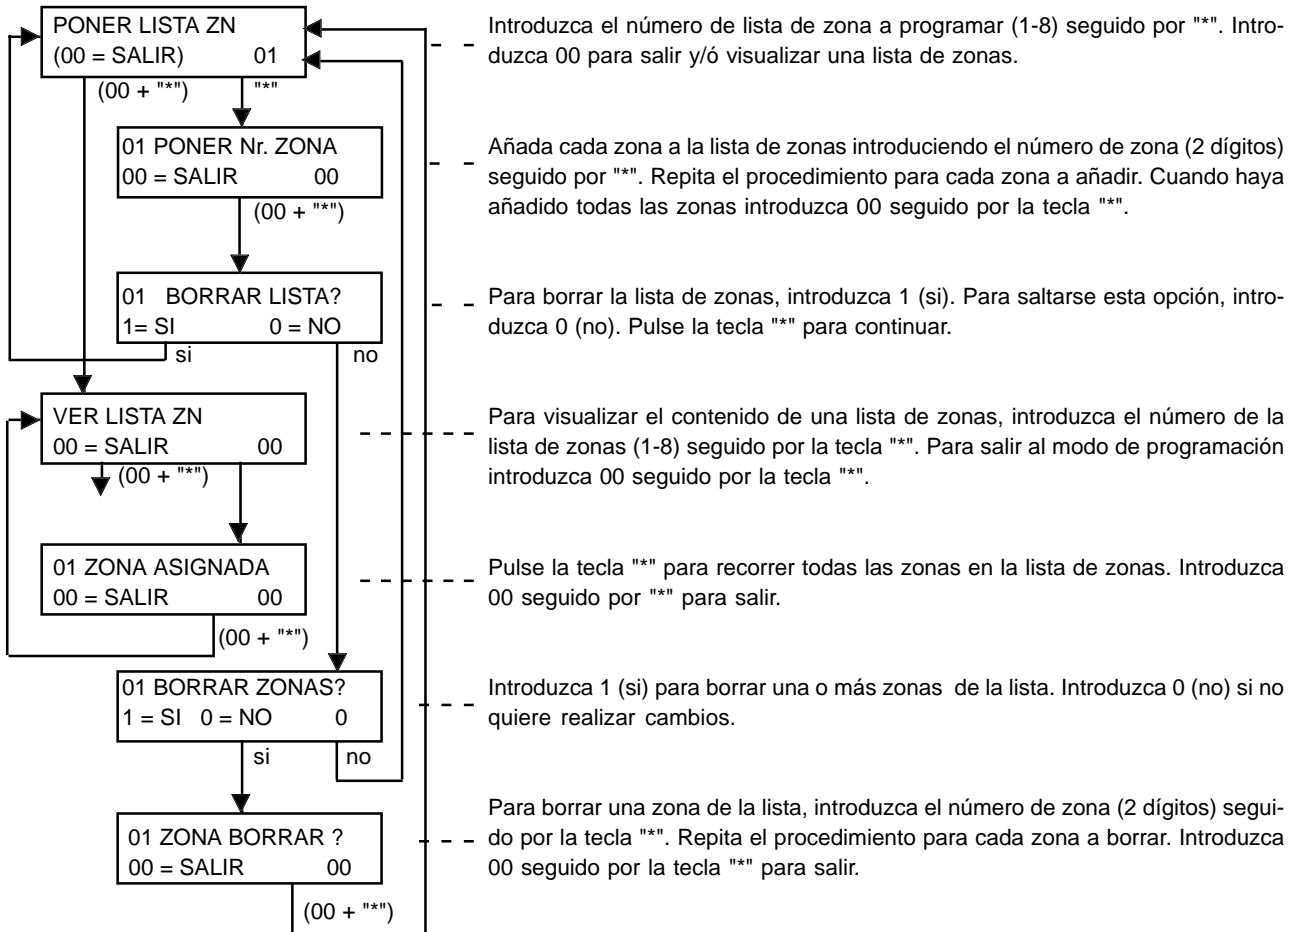 PONER LISTA ZN
(00 = SALIR) 01
(00 + "*") "*"
Introduzca el número de lista de zona a programar (1-8) seguido por "*". Intro-
duzca 00 para salir y/ó visualizar una lista de zonas.
01 PONER Nr. ZONA
00 = SALIR 00
(00 + "*")
Añada cada zona a la lista de zonas introduciendo el número de zona (2 dígitos)
seguido por "*". Repita el procedimiento para cada zona a añadir. Cuando haya
añadido todas las zonas introduzca 00 seguido por la tecla "*".
01 BORRAR LISTA?
1= SI 0 = NO
si no
Para borrar la lista de zonas, introduzca 1 (si). Para saltarse esta opción, intro-
duzca 0 (no). Pulse la tecla "*" para continuar.
VER LISTA ZN
00 = SALIR 00
(00 + "*")
Para visualizar el contenido de una lista de zonas, introduzca el número de la
lista de zonas (1-8) seguido por la tecla "*". Para salir al modo de programación
introduzca 00 seguido por la tecla "*".
01 ZONA ASIGNADA
00 = SALIR 00
(00 + "*")
Pulse la tecla "*" para recorrer todas las zonas en la lista de zonas. Introduzca
00 seguido por "*" para salir.
01 BORRAR ZONAS?
1 = SI 0 = NO 0
si no
Introduzca 1 (si) para borrar una o más zonas de la lista. Introduzca 0 (no) si no
quiere realizar cambios.
01 ZONA BORRAR ?
00 = SALIR 00
(00 + "*")
Para borrar una zona de la lista, introduzca el número de zona (2 dígitos) segui-
do por la tecla "*". Repita el procedimiento para cada zona a borrar. Introduzca
00 seguido por la tecla "*" para salir.